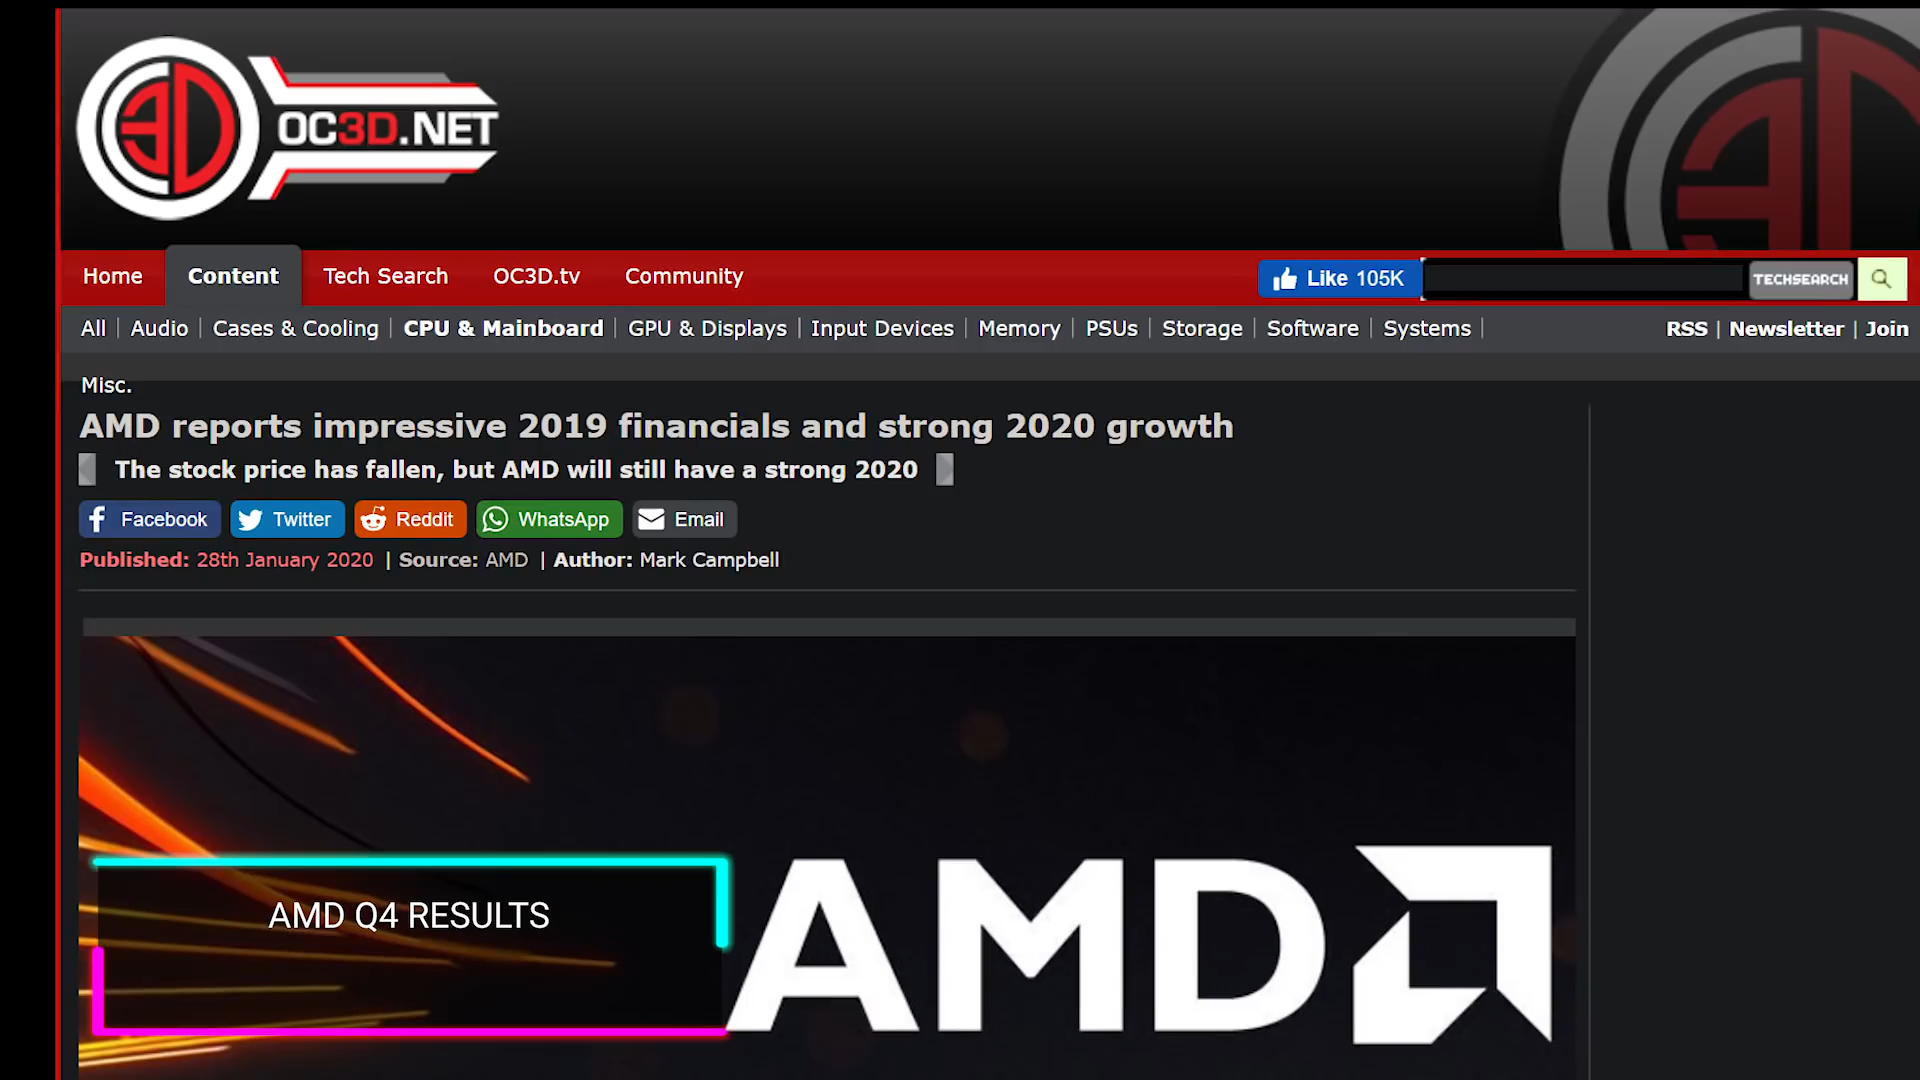 OC3D.NET
Home Content Tech Search OC3D.tv Community Like 105K TECHSEARCH
All | Audio | Cases & Cooling | CPU & Mainboard | GPU & Displays | Input Devices | Memory | PSUs | Storage | Software | Systems | RSS | Newsletter | Join
Misc.
AMD reports impressive 2019 financials and strong 2020 growth
The stock price has fallen, but AMD will still have a strong 2020
Facebook Twitter Reddit WhatsApp Email
Published: 28th January 2020 | Source: AMD | Author: Mark Campbell
AMD Q4 RESULTS
AMD